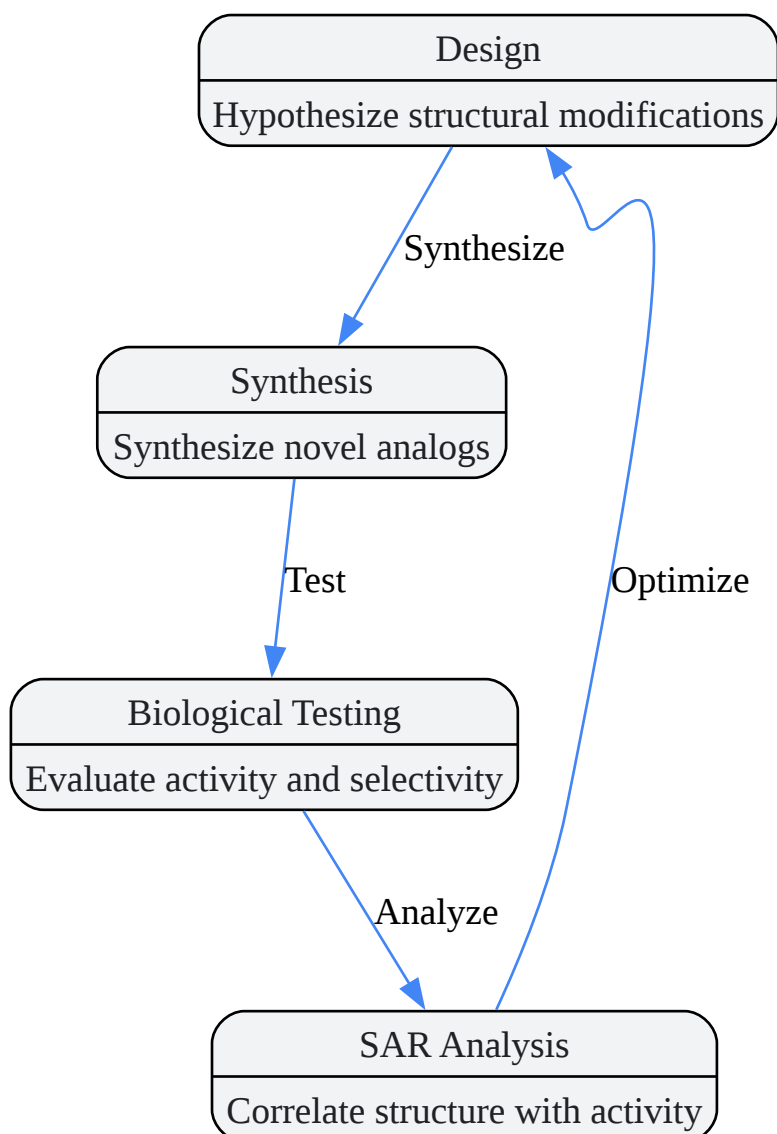 Design
Hypothesize structural modifications
Synthesize
Synthesis
Synthesize novel analogs
Test
Optimize
Biological Testing
Evaluate activity and selectivity
Analyze
SAR Analysis
Correlate structure with activity